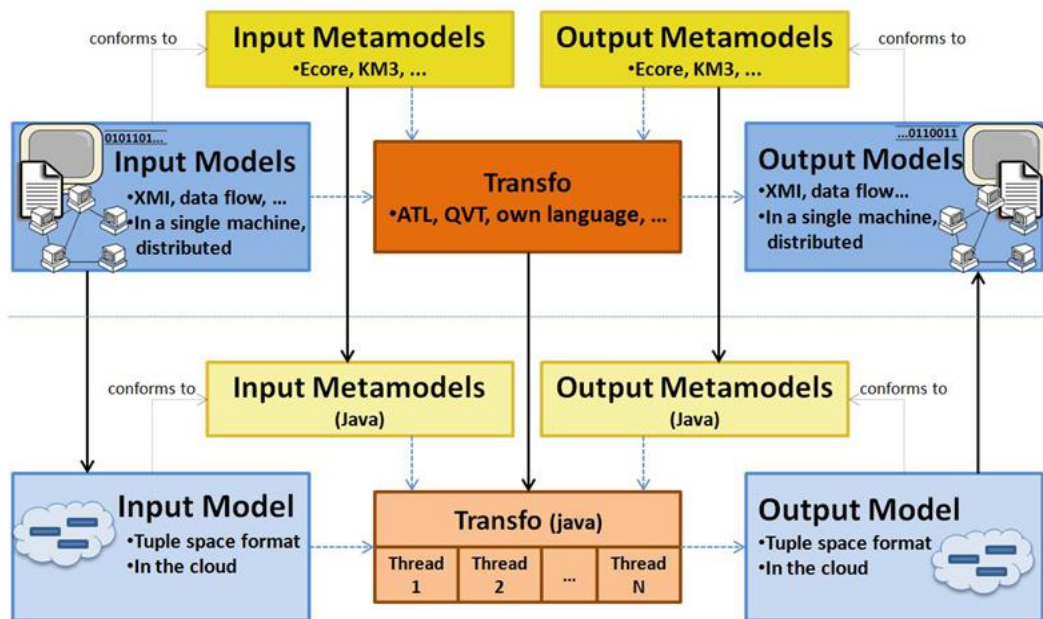 conforms to
Input Metamodels
•Ecore, KM3, ...
Output Metamodels
•Ecore, KM3, ...
conforms to
0101101...
Input Models
•XMI, data flow, ...
•In a single machine,
distributed
Transfo
•ATL, QVT, own language, ...
...0110011
Output Models
•XMI, data flow...
•In a single machine,
distributed
conforms to
Input Metamodels
(Java)
Output Metamodels
(Java)
conforms to
Input Model
•Tuple space format
•In the cloud
Transfo (java)
Thread
1
Thread
2
...
Thread
N
Output Model
•Tuple space format
•In the cloud